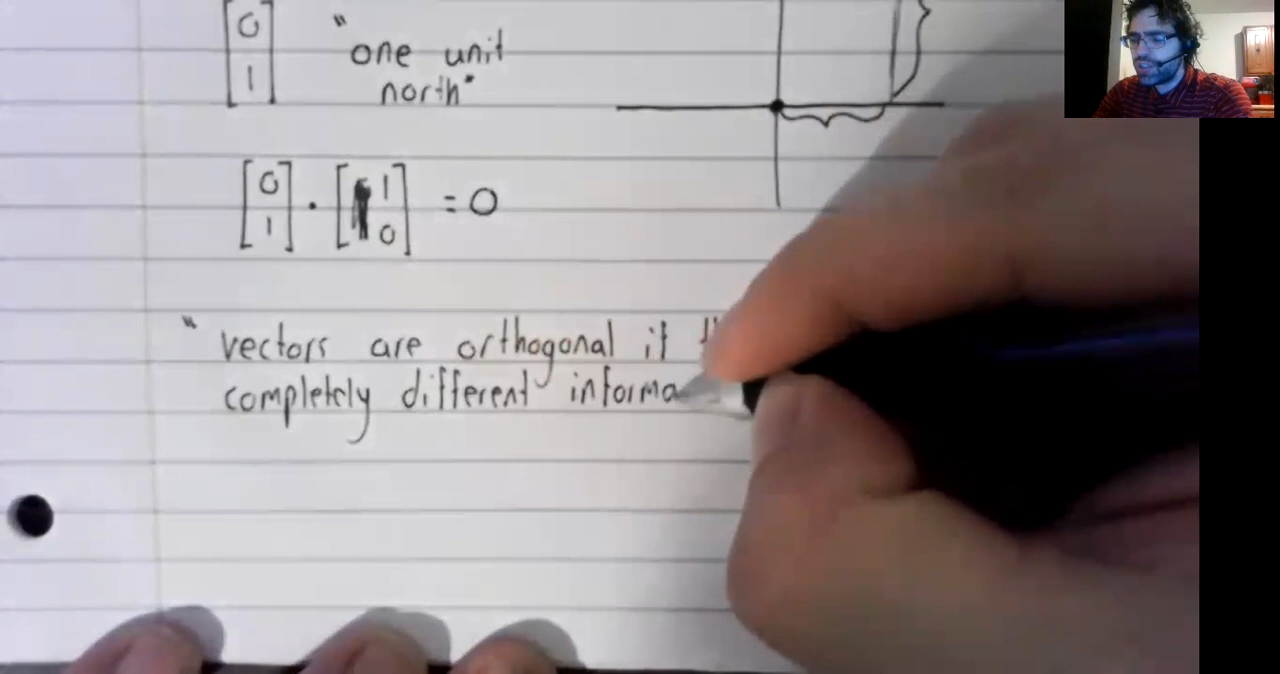 [0 1] "one unit
north"
[0 1] · [1 0] = 0
" vectors are orthogonal if
completely different informa